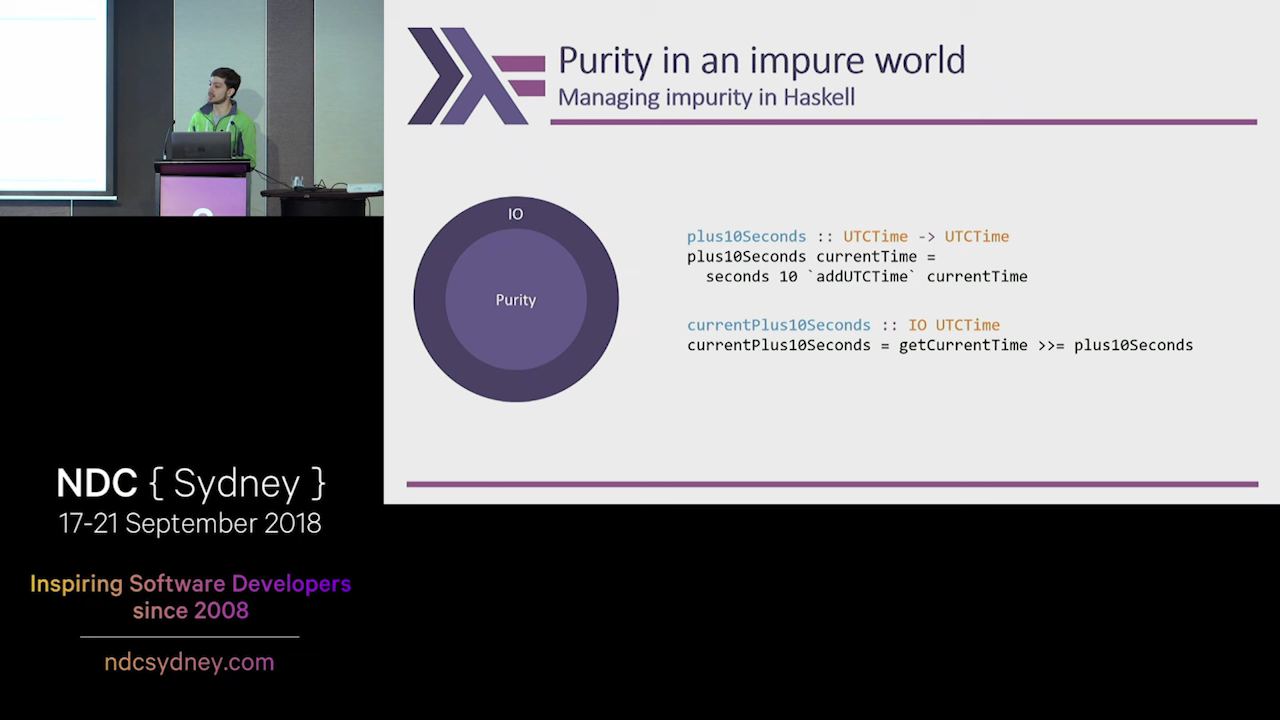 Purity in an impure world
Managing impurity in Haskell
IO
Purity
plus10Seconds :: UTCTime -> UTCTime
plus10Seconds currentTime =
seconds 10 `addUTCTime` currentTime
currentPlus10Seconds :: IO UTCTime
currentPlus10Seconds = getCurrentTime >>= plus10Seconds
NDC { Sydney }
17-21 September 2018
Inspiring Software Developers
since 2008
ndcsydney.com